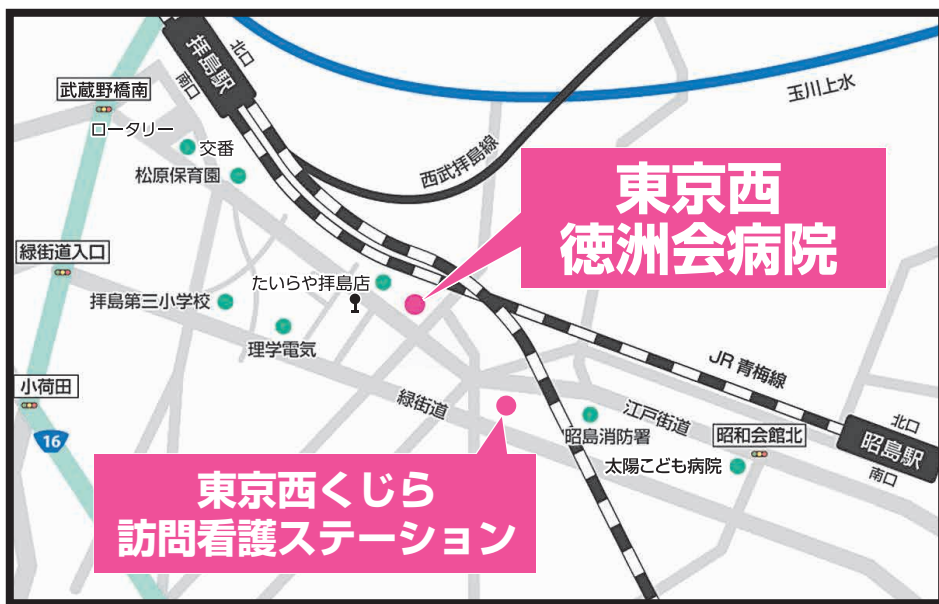 拝島駅
北口
南口
武蔵野橋南
ロータリー
交番
松原保育園
玉川上水
西武拝島線
東京西
徳洲会病院
緑街道入口
たいらや拝島店
拝島第三小学校
理学電気
JR 青梅線
小荷田
緑街道
江戸街道
16
昭島消防署
昭和会館北
北口
昭島駅
南口
太陽こども病院
東京西くじら
訪問看護ステーション